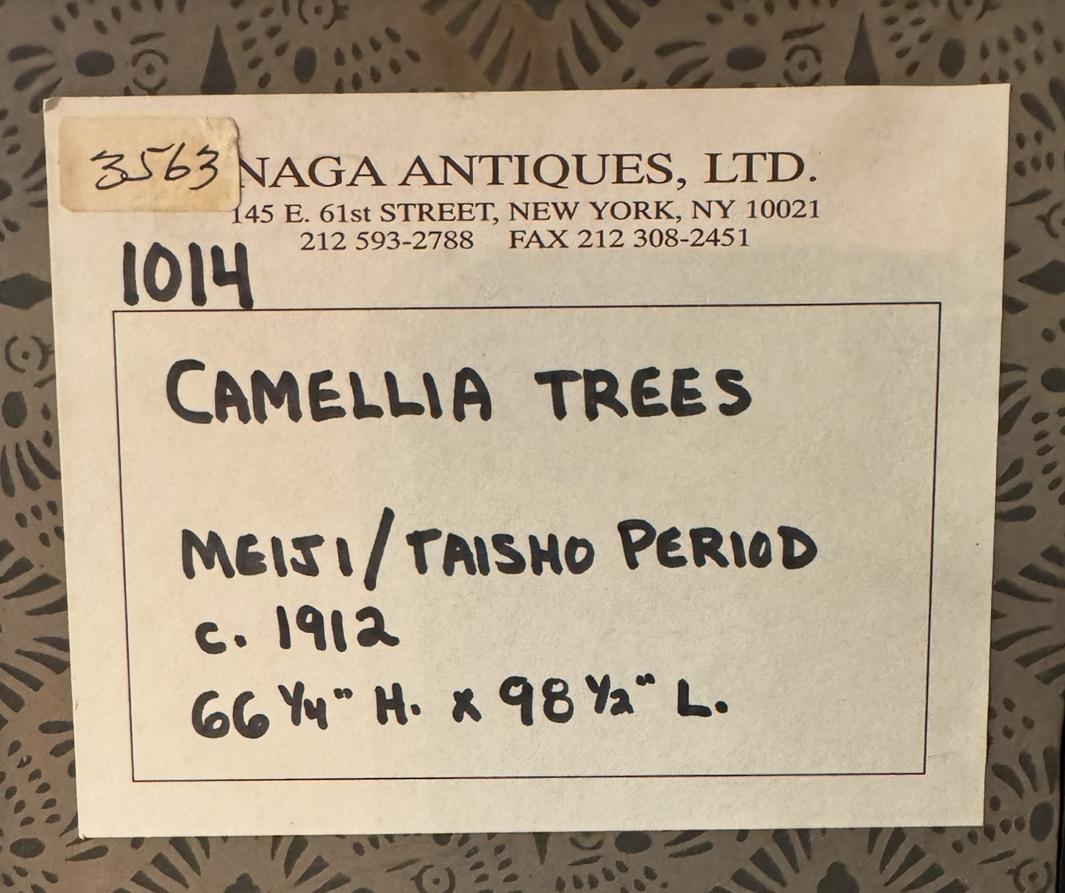 3563
NAGA ANTIQUES, LTD.
145 E. 61st STREET, NEW YORK, NY 10021
212 593-2788 FAX 212 308-2451
1014
CAMELLIA TREES
MEIJI/TAISHO PERIOD
c. 1912
66 1/4" H. x 98 1/2" L.